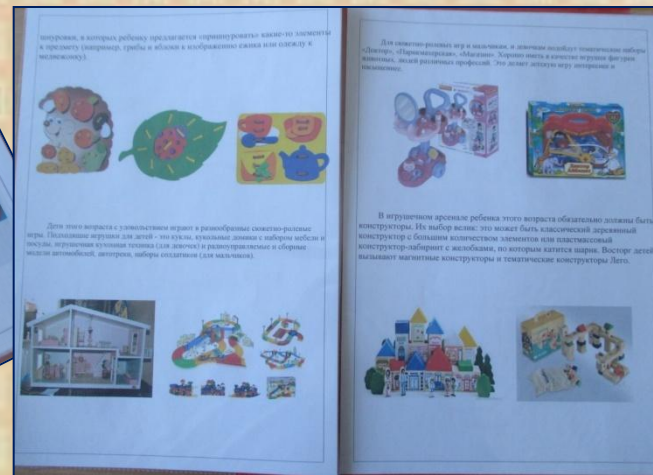 шнуровки, в которых ребенку предлагается «пришнуровать» какие-то элементы
к предмету (например, грибы и яблоки к изображению ежика или одежду к
медвежонку).
Дети этого возраста с удовольствием играют в разнообразные сюжетно-ролевые
игры. Подходящие игрушки для детей - это куклы, кукольные домики с набором мебели и
посуды, игрушечная кухонная техника (для девочек) и радиоуправляемые и сборные
модели автомобилей, автотреки, наборы солдатиков (для мальчиков).
Для сюжетно-ролевых игр и мальчикам, и девочкам подойдут тематические наборы
«Доктор», «Парикмахерская», «Магазин». Хорошо иметь в качестве игрушек фигурки
животных, людей различных профессий. Это делает детскую игру интереснее и
В игрушечном арсенале ребенка этого возраста обязательно должны быть
конструкторы. Их выбор велик: это может быть классический деревянный
конструктор с большим количеством элементов или пластмассовый
конструктор-лабиринт с желобками, по которым катится шарик. Восторг детей
вызывают магнитные конструкторы и тематические конструкторы Лего.